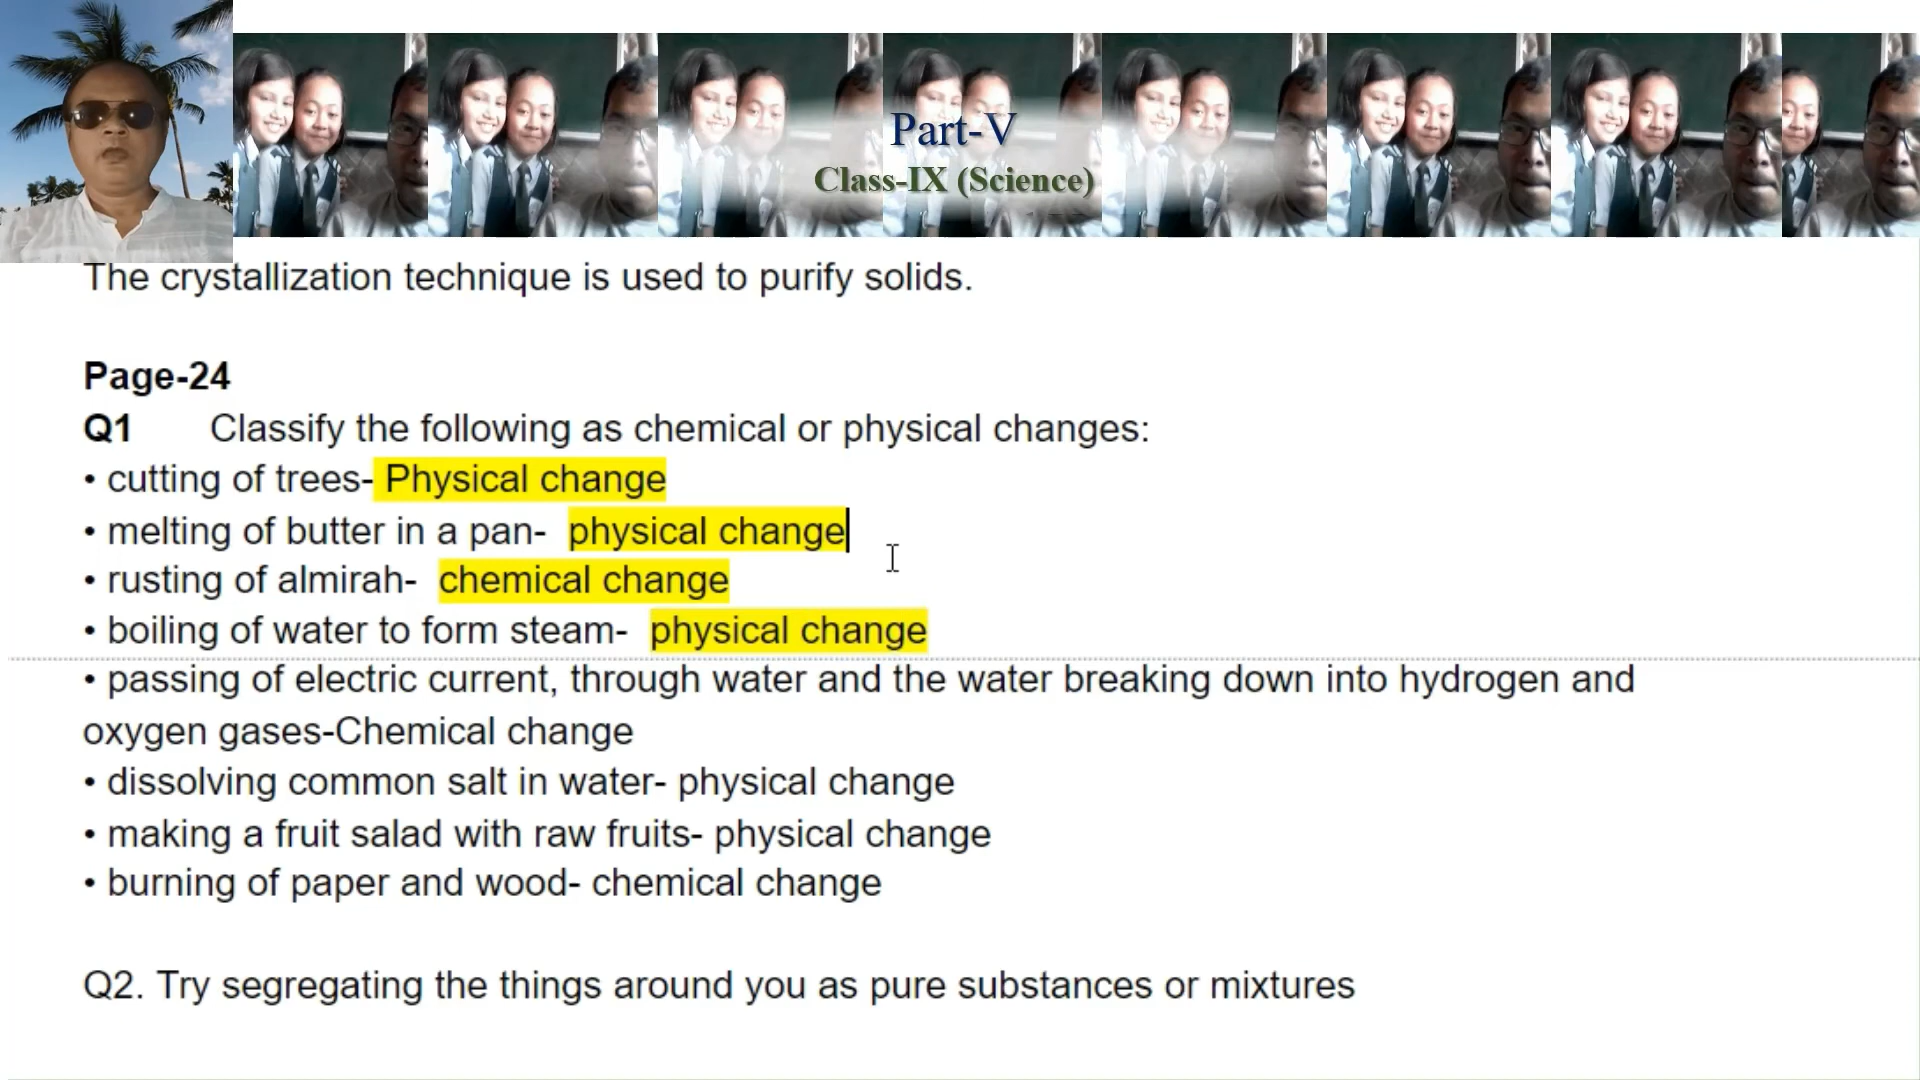 Part-V
Class-IX (Science)
The crystallization technique is used to purify solids.
Page-24
Q1 Classify the following as chemical or physical changes:
• cutting of trees- Physical change
• melting of butter in a pan- physical change
• rusting of almirah- chemical change
• boiling of water to form steam- physical change
• passing of electric current, through water and the water breaking down into hydrogen and
oxygen gases-Chemical change
• dissolving common salt in water- physical change
• making a fruit salad with raw fruits- physical change
• burning of paper and wood- chemical change
Q2. Try segregating the things around you as pure substances or mixtures